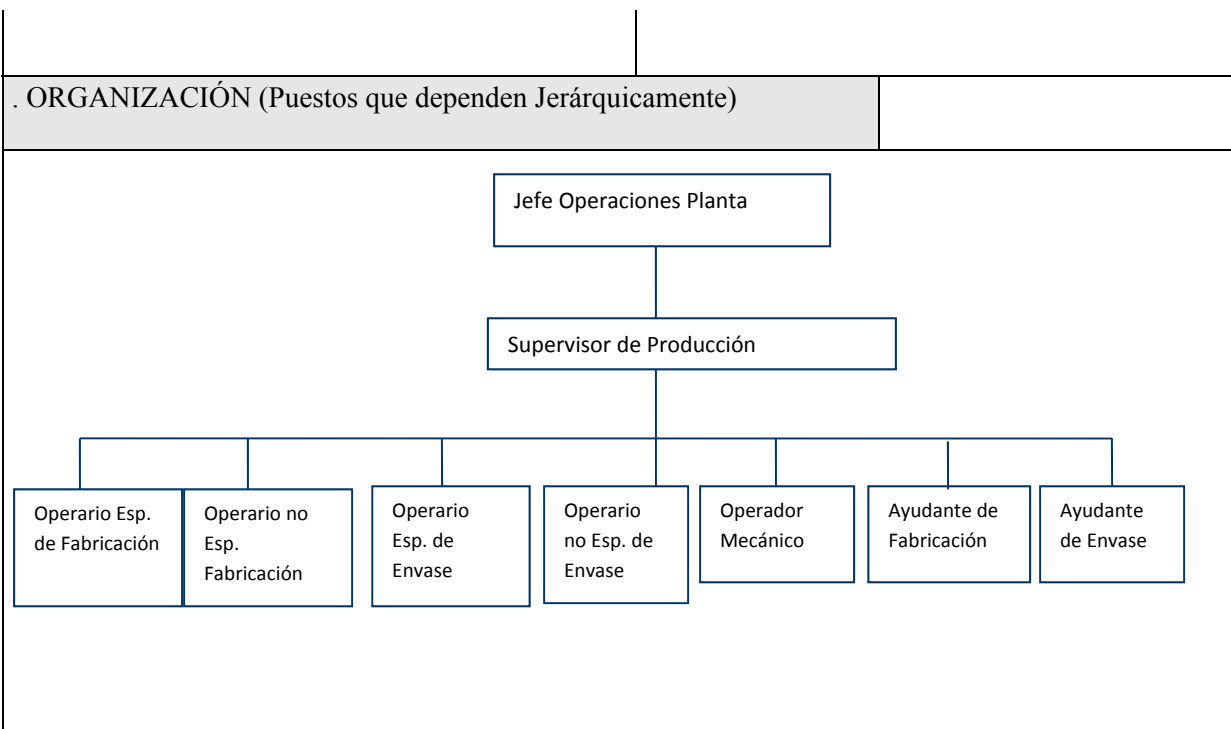 . ORGANIZACIÓN (Puestos que dependen Jerárquicamente)
Jefe Operaciones Planta
Supervisor de Producción
Operario Esp.
de Fabricación
Operario no
Esp.
Fabricación
Operario
Esp. de
Envase
Operario
no Esp. de
Envase
Operador
Mecánico
Ayudante de
Fabricación
Ayudante
de Envase